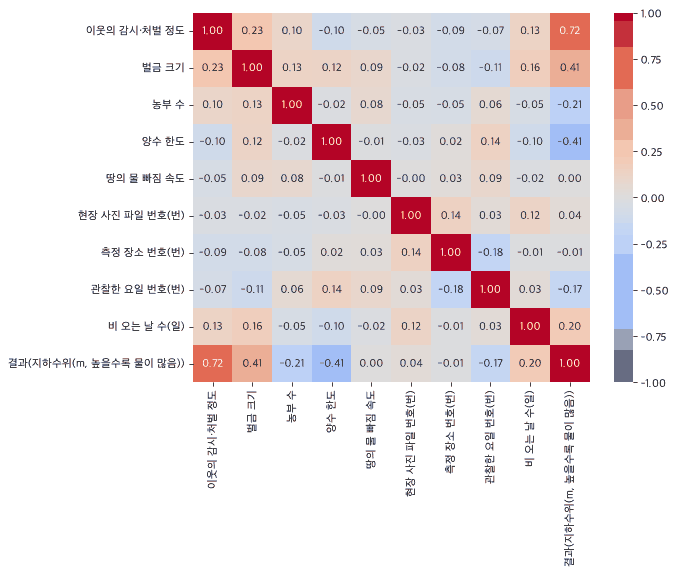 이웃의 감시·처벌 정도 1.00 0.23 0.10 -0.10 -0.05 -0.03 -0.09 -0.07 0.13 0.72
벌금 크기 0.23 1.00 0.13 0.12 0.09 -0.02 -0.08 -0.11 0.16 0.41
농부 수 0.10 0.13 1.00 -0.02 0.08 -0.05 -0.05 0.06 -0.05 -0.21
양수 한도 -0.10 0.12 -0.02 1.00 -0.01 -0.03 0.02 0.14 -0.10 -0.41
땅의 물 빠짐 속도 -0.05 0.09 0.08 -0.01 1.00 -0.00 0.03 0.09 -0.02 0.00
현장 사진 파일 번호(번) -0.03 -0.02 -0.05 -0.03 -0.00 1.00 0.14 0.03 0.12 0.04
측정 장소 번호(번) -0.09 -0.08 -0.05 0.02 0.03 0.14 1.00 -0.18 -0.01 -0.01
관찰한 요일 번호(번) -0.07 -0.11 0.06 0.14 0.09 0.03 -0.18 1.00 0.03 -0.17
비 오는 날 수(일) 0.13 0.16 -0.05 -0.10 -0.02 0.12 -0.01 0.03 1.00 0.20
결과(지하수위(m, 높을수록 물이 많음)) 0.72 0.41 -0.21 -0.41 0.00 0.04 -0.01 -0.17 0.20 1.00
이웃의 감시·처벌 정도
벌금 크기
농부 수
양수 한도
땅의 물 빠짐 속도
현장 사진 파일 번호(번)
측정 장소 번호(번)
관찰한 요일 번호(번)
비 오는 날 수(일)
결과(지하수위(m, 높을수록 물이 많음))
1.00
0.75
0.50
0.25
0.00
-0.25
-0.50
-0.75
-1.00